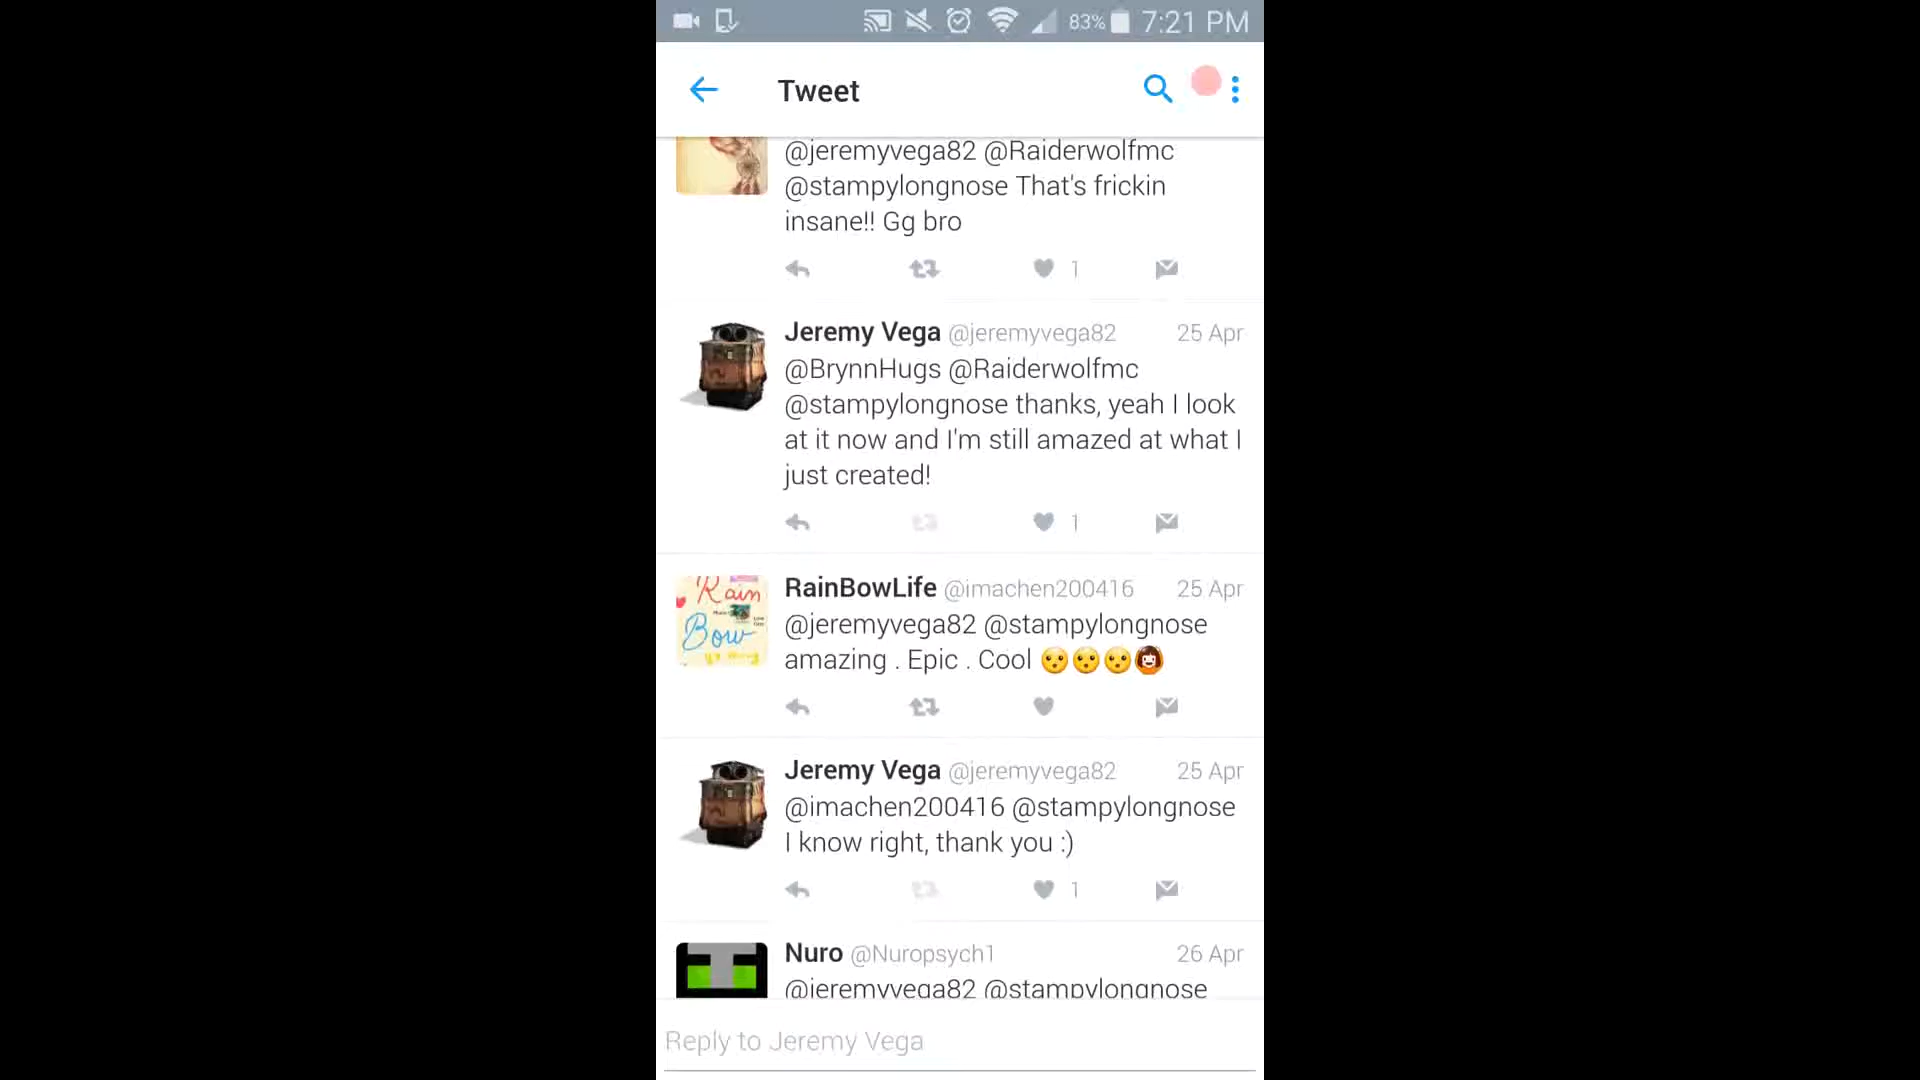 83% 7:21 PM
Tweet
@jeremyvega82 @Raiderwolfmc
@stampylongnose That's frickin
insane!! Gg bro
1
Jeremy Vega @jeremyvega82 25 Apr
@BrynnHugs @Raiderwolfmc
@stampylongnose thanks, yeah I look
at it now and I'm still amazed at what I
just created!
1
Rain
Bow
RainBowLife @imachen200416 25 Apr
@jeremyvega82 @stampylongnose
amazing . Epic . Cool 😮😮😮🙆
Jeremy Vega @jeremyvega82 25 Apr
@imachen200416 @stampylongnose
I know right, thank you :)
1
Nuro @Nuropsych1 26 Apr
@jeremyvega82 @stampylongnose
Reply to Jeremy Vega